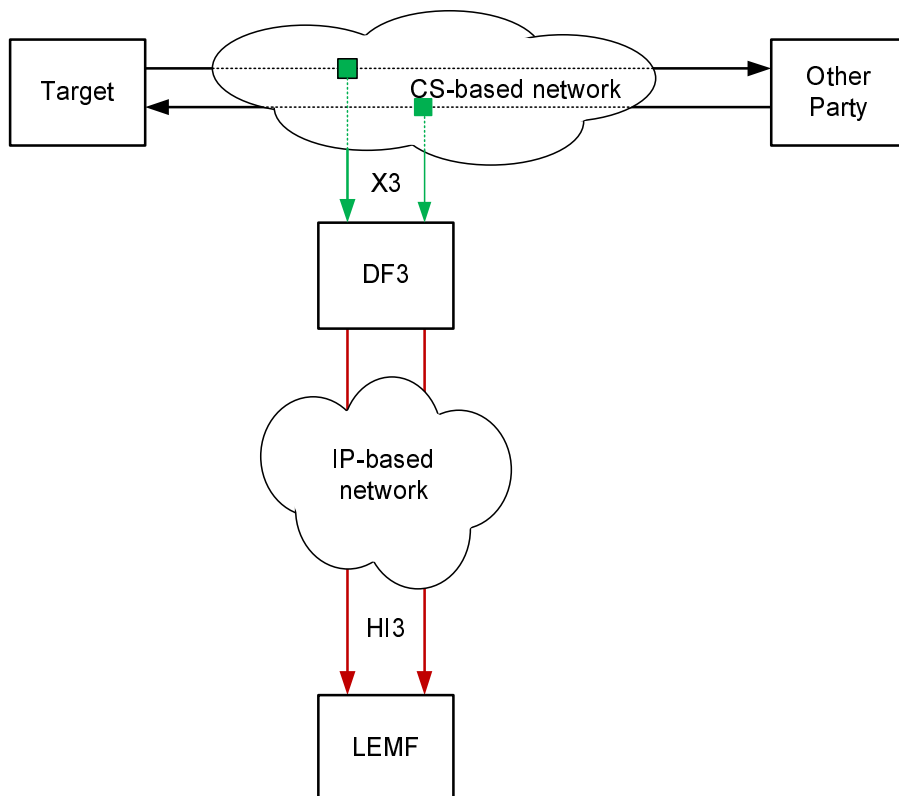 Target
CS-based network
Other
Party
X3
DF3
IP-based
network
HI3
LEMF